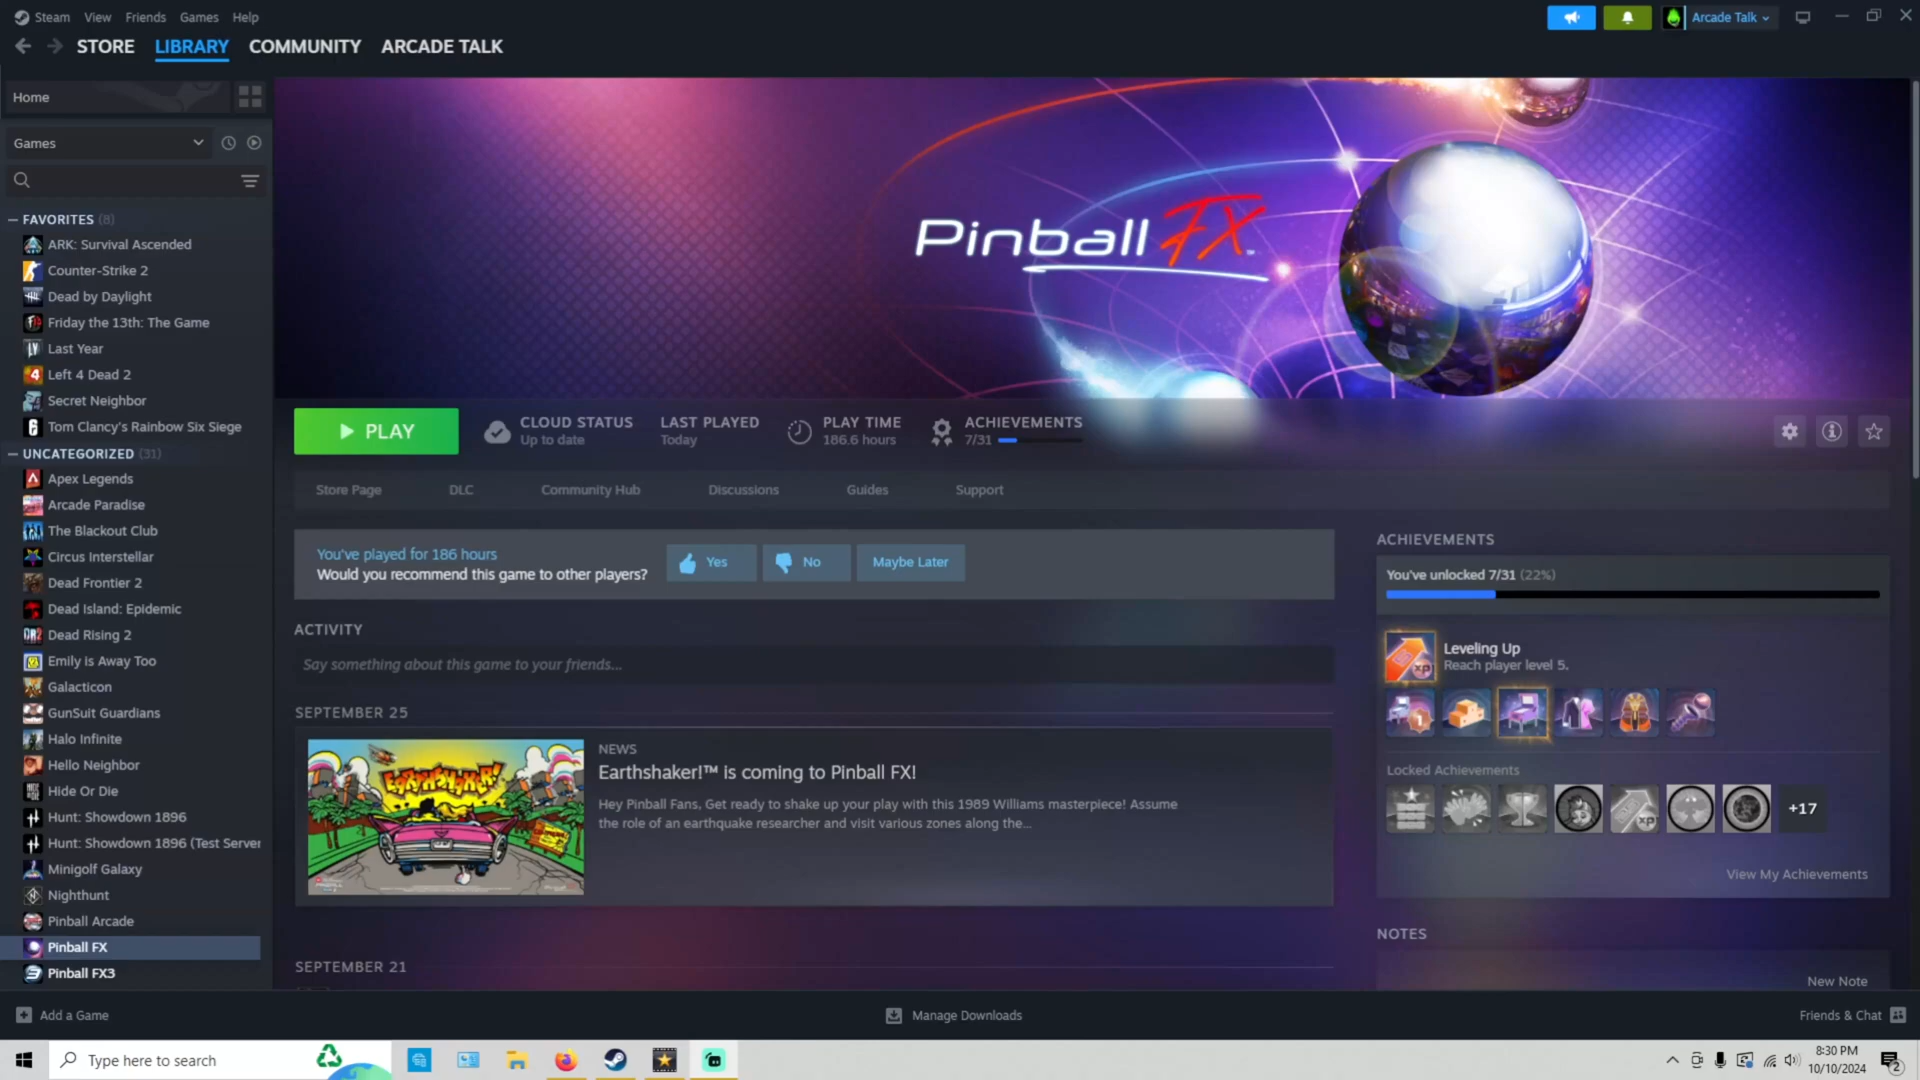 Steam View Friends Games Help
Arcade Talk
STORE LIBRARY COMMUNITY ARCADE TALK
Home
Games
FAVORITES (8)
ARK: Survival Ascended
Counter-Strike 2
Dead by Daylight
Friday the 13th: The Game
Last Year
Left 4 Dead 2
Secret Neighbor
Tom Clancy's Rainbow Six Siege
UNCATEGORIZED (31)
Apex Legends
Arcade Paradise
The Blackout Club
Circus Interstellar
Dead Frontier 2
Dead Island: Epidemic
Dead Rising 2
Emily is Away Too
Galacticon
GunSuit Guardians
Halo Infinite
Hello Neighbor
Hide Or Die
Hunt: Showdown 1896
Hunt: Showdown 1896 (Test Server
Minigolf Galaxy
Nighthunt
Pinball Arcade
Pinball FX
Pinball FX3
Pinball FX
PLAY
CLOUD STATUS
Up to date
LAST PLAYED
Today
PLAY TIME
186.6 hours
ACHIEVEMENTS
7/31
Store Page DLC Community Hub Discussions Guides Support
You've played for 186 hours
Would you recommend this game to other players?
Yes No Maybe Later
ACTIVITY
Say something about this game to your friends...
SEPTEMBER 25
EARTHSHAKER!
NEWS
Earthshaker!™ is coming to Pinball FX!
Hey Pinball Fans, Get ready to shake up your play with this 1989 Williams masterpiece! Assume
the role of an earthquake researcher and visit various zones along the...
SEPTEMBER 21
ACHIEVEMENTS
You've unlocked 7/31 (22%)
Leveling Up
Reach player level 5.
Locked Achievements
+17
View My Achievements
NOTES
New Note
Add a Game
Manage Downloads
Friends & Chat
Type here to search
8:30 PM
10/10/2024
2